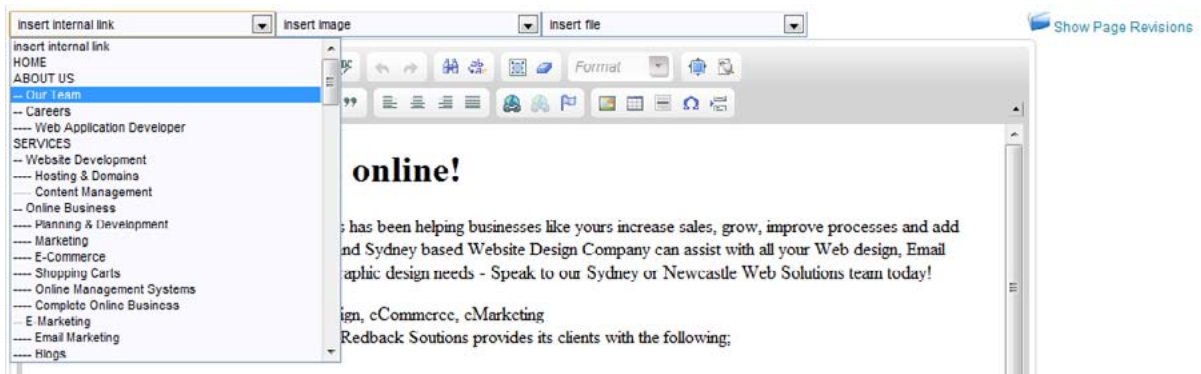 insert internal link
insert image
insert file
Show Page Revisions
insert internal link
HOME
ABOUT US
-- Our Team
-- Careers
---- Web Application Developer
SERVICES
-- Website Development
---- Hosting & Domains
---- Content Management
-- Online Business
---- Planning & Development
---- Marketing
---- E-Commerce
---- Shopping Carts
---- Online Management Systems
---- Complete Online Business
-- E-Marketing
---- Email Marketing
---- Blogs
Format
online!
has been helping businesses like yours increase sales, grow, improve processes and add
and Sydney based Website Design Company can assist with all your Web design, Email
design needs - Speak to our Sydney or Newcastle Web Solutions team today!
eCommerce, eMarketing
Redback Soutions provides its clients with the following;